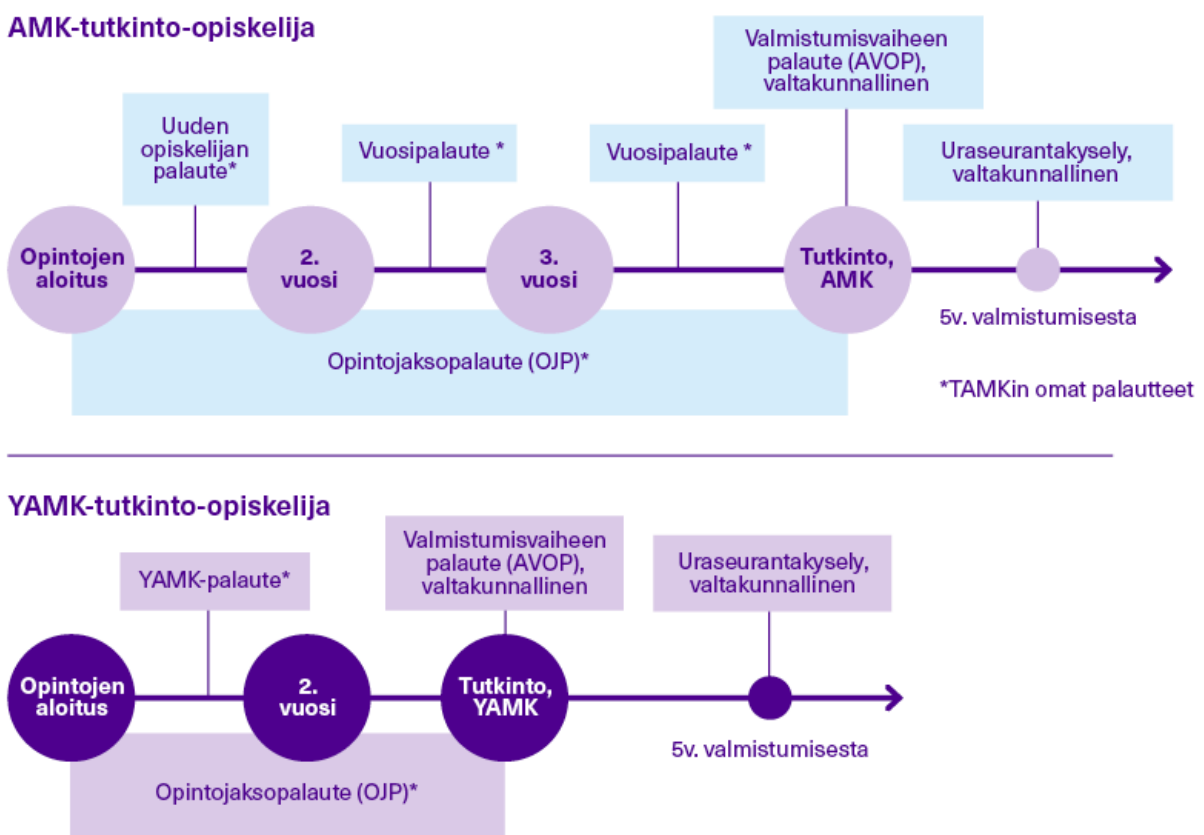 AMK-tutkinto-opiskelija
Valmistumisvaiheen
palaute (AVOP),
valtakunnallinen
Uuden
opiskelijan
palaute*
Vuosipalaute *
Vuosipalaute *
Uraseurantakysely,
valtakunnallinen
Opintojen
aloitus
2.
vuosi
3.
vuosi
Tutkinto,
AMK
5v. valmistumisesta
Opintojaksopalaute (OJP)*
*TAMKin omat palautteet
YAMK-tutkinto-opiskelija
YAMK-palaute*
Valmistumisvaiheen
palaute (AVOP),
valtakunnallinen
Uraseurantakysely,
valtakunnallinen
Opintojen
aloitus
2.
vuosi
Tutkinto,
YAMK
5v. valmistumisesta
Opintojaksopalaute (OJP)*